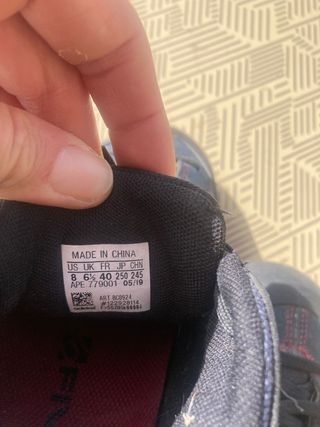 MADE IN CHINA
US UK FR JP CHN
8 6½ 40 250 245
APE 779001 05/19
ART BC0924
#122928114